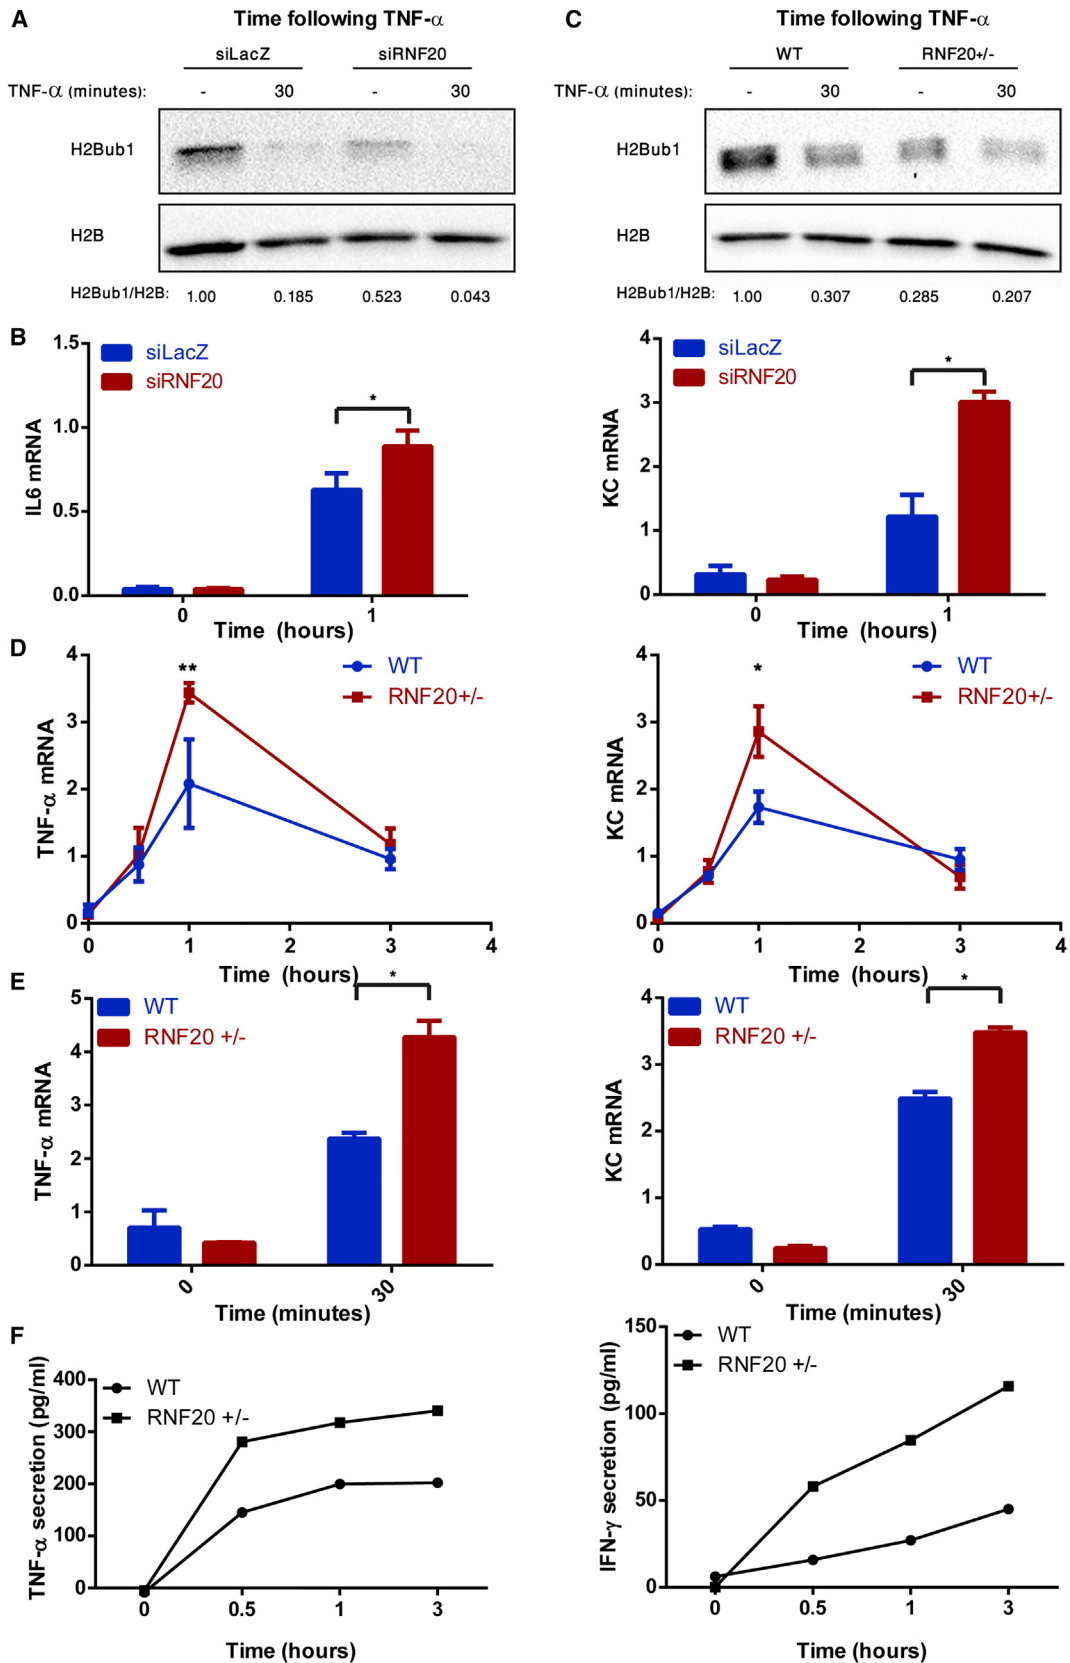 A
Time following TNF-α
siLacZ siRNF20
TNF-α (minutes): - 30 - 30
H2Bub1
H2B
H2Bub1/H2B: 1.00 0.185 0.523 0.043
C
Time following TNF-α
WT RNF20+/-
TNF-α (minutes): - 30 - 30
H2Bub1
H2B
H2Bub1/H2B: 1.00 0.307 0.285 0.207
B
IL6 mRNA
1.5
1.0
0.5
0.0
siLacZ
siRNF20
*
0 1
Time (hours)
KC mRNA
4
3
2
1
0
siLacZ
siRNF20
*
0 1
Time (hours)
D
TNF-α mRNA
4
3
2
1
0
**
WT
RNF20+/-
0 1 2 3 4
Time (hours)
KC mRNA
4
3
2
1
0
*
WT
RNF20+/-
0 1 2 3 4
Time (hours)
E
TNF-α mRNA
5
4
3
2
1
0
WT
RNF20 +/-
*
0 30
Time (minutes)
KC mRNA
4
3
2
1
0
WT
RNF20 +/-
*
0 30
Time (minutes)
F
TNF-α secretion (pg/ml)
400
300
200
100
0
WT
RNF20 +/-
0 0.5 1 3
Time (hours)
IFN-γ secretion (pg/ml)
150
100
50
0
WT
RNF20 +/-
0 0.5 1 3
Time (hours)